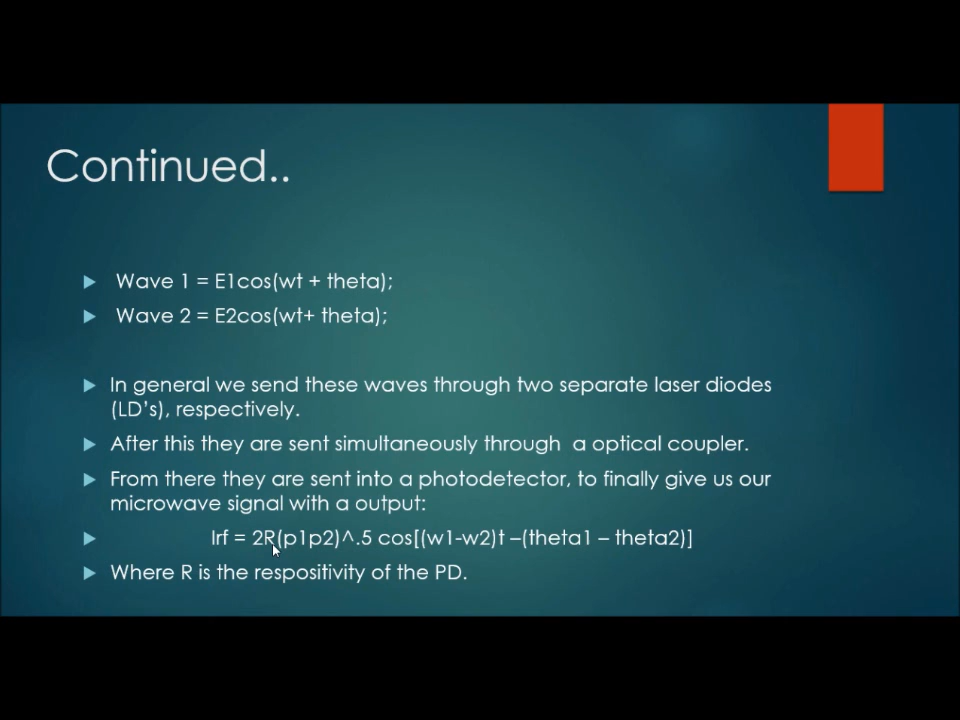 Continued..
Wave 1 = E1cos(wt + theta);
Wave 2 = E2cos(wt+ theta);
In general we send these waves through two separate laser diodes
(LD's), respectively.
After this they are sent simultaneously through  a optical coupler.
From there they are sent into a photodetector, to finally give us our
microwave signal with a output:
Irf = 2R(p1p2)^.5 cos[(w1-w2)t –(theta1 – theta2)]
Where R is the respositivity of the PD.